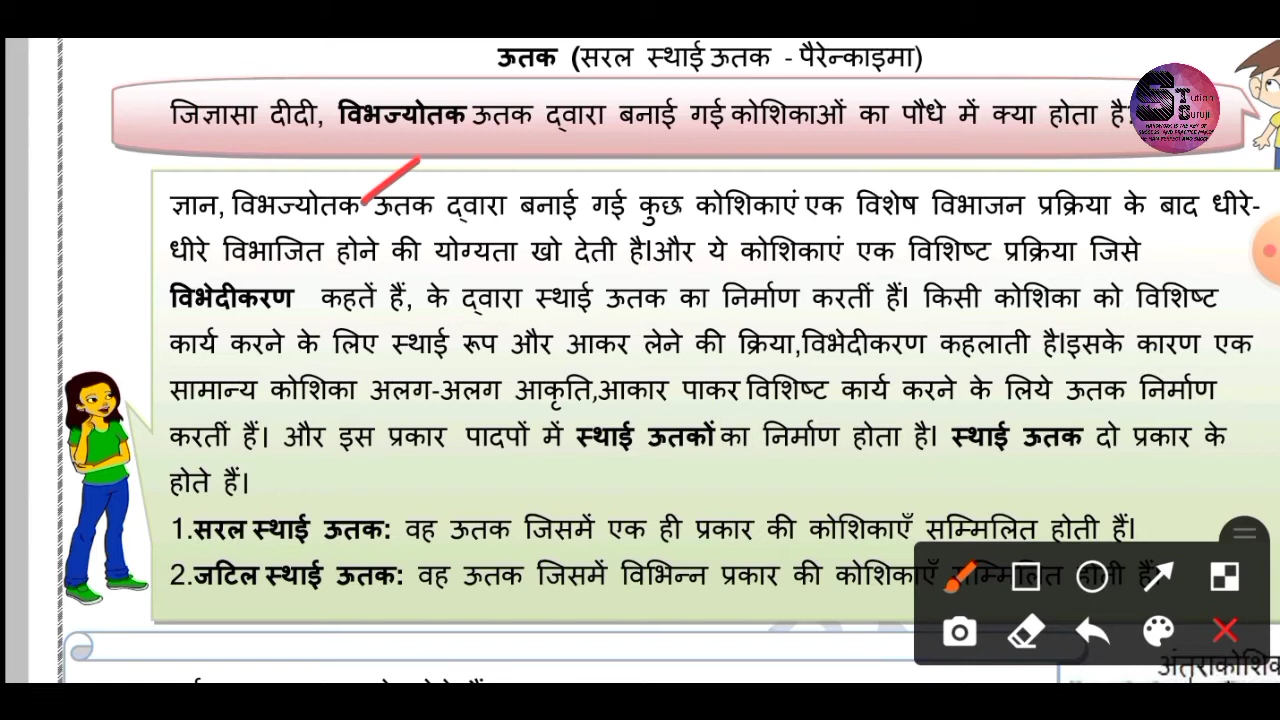 ऊतक (सरल स्थाई ऊतक - पैरेन्काइमा)
जिज्ञासा दीदी, विभज्योतक ऊतक द्वारा बनाई गई कोशिकाओं का पौधे में क्या होता है?
Tution
Guruji
ज्ञान, विभज्योतक ऊतक द्वारा बनाई गई कुछ कोशिकाएं एक विशेष विभाजन प्रक्रिया के बाद धीरे-
धीरे विभाजित होने की योग्यता खो देती है।और ये कोशिकाएं एक विशिष्ट प्रक्रिया जिसे
विभेदीकरण कहतें हैं, के द्वारा स्थाई ऊतक का निर्माण करतीं हैं। किसी कोशिका को विशिष्ट
कार्य करने के लिए स्थाई रूप और आकर लेने की क्रिया,विभेदीकरण कहलाती है।इसके कारण एक
सामान्य कोशिका अलग-अलग आकृति,आकार पाकर विशिष्ट कार्य करने के लिये ऊतक निर्माण
करतीं हैं। और इस प्रकार पादपों में स्थाई ऊतकों का निर्माण होता है। स्थाई ऊतक दो प्रकार के
होते हैं।
1.सरल स्थाई ऊतक: वह ऊतक जिसमें एक ही प्रकार की कोशिकाएँ सम्मिलित होती हैं।
2.जटिल स्थाई ऊतक: वह ऊतक जिसमें विभिन्न प्रकार की कोशिकाएँ सम्मिलित होती हैं